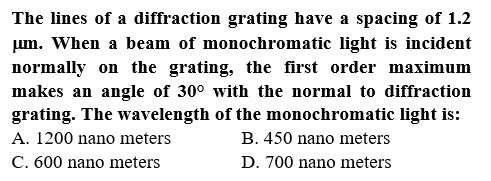 The lines of a diffraction grating have a spacing of 1.2
µm. When a beam of monochromatic light is incident
normally on the grating, the first order maximum
makes an angle of 30° with the normal to diffraction
grating. The wavelength of the monochromatic light is:
A. 1200 nano meters B. 450 nano meters
C. 600 nano meters D. 700 nano meters